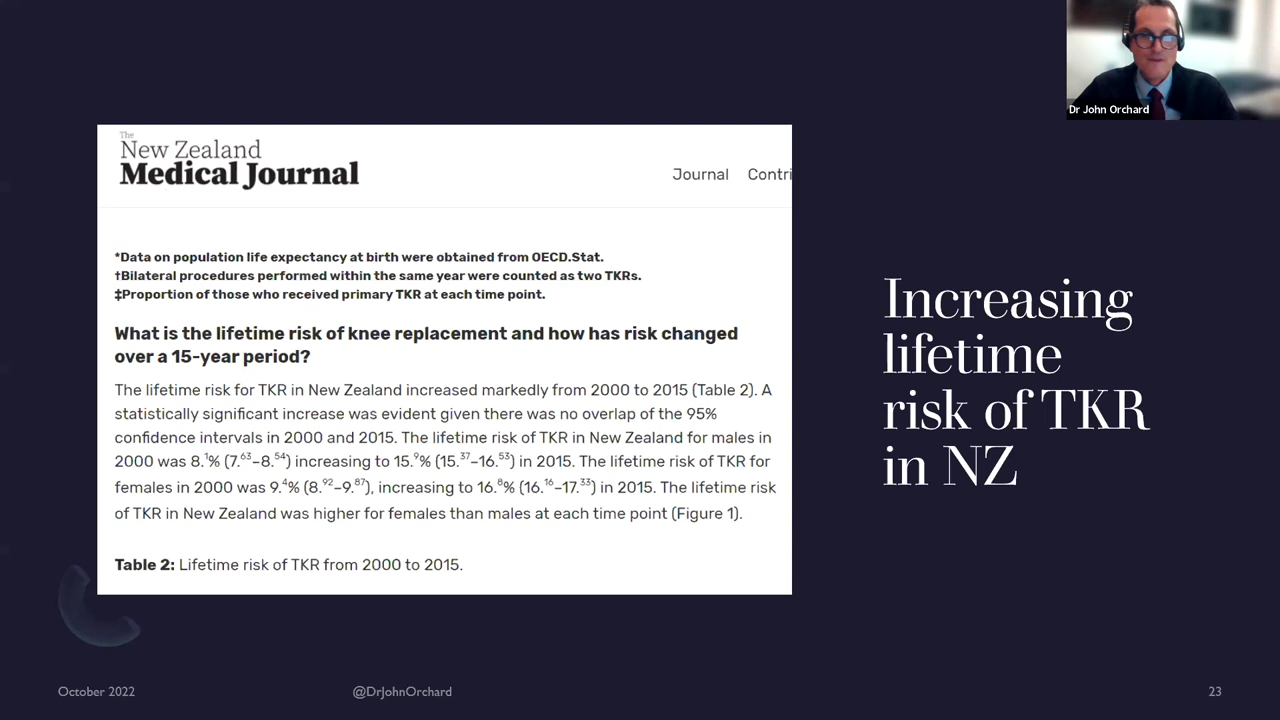 Dr John Orchard
The
New Zealand
Medical Journal
Journal Contri
*Data on population life expectancy at birth were obtained from OECD.Stat.
†Bilateral procedures performed within the same year were counted as two TKRs.
‡Proportion of those who received primary TKR at each time point.
What is the lifetime risk of knee replacement and how has risk changed
over a 15-year period?
The lifetime risk for TKR in New Zealand increased markedly from 2000 to 2015 (Table 2). A
statistically significant increase was evident given there was no overlap of the 95%
confidence intervals in 2000 and 2015. The lifetime risk of TKR in New Zealand for males in
2000 was 8.¹% (7.⁶³–8.⁵⁴) increasing to 15.⁹% (15.³⁷–16.⁵³) in 2015. The lifetime risk of TKR for
females in 2000 was 9.⁴% (8.⁹²–9.⁸⁷), increasing to 16.⁸% (16.¹⁶–17.³³) in 2015. The lifetime risk
of TKR in New Zealand was higher for females than males at each time point (Figure 1).
Table 2: Lifetime risk of TKR from 2000 to 2015.
Increasing
lifetime
risk of TKR
in NZ
October 2022
@DrJohnOrchard
23